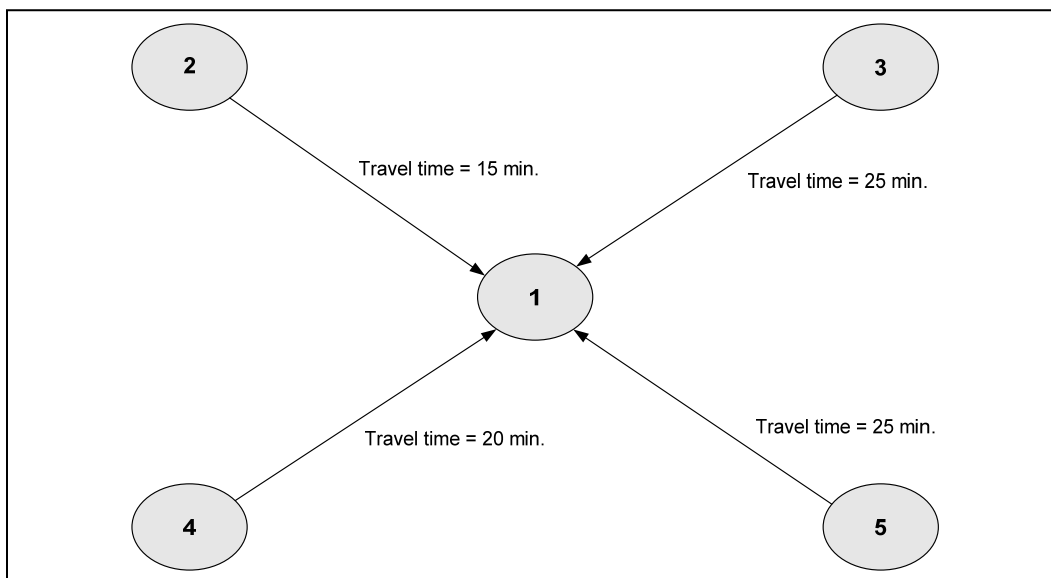 2
3
Travel time = 15 min.
Travel time = 25 min.
1
Travel time = 20 min.
Travel time = 25 min.
4
5